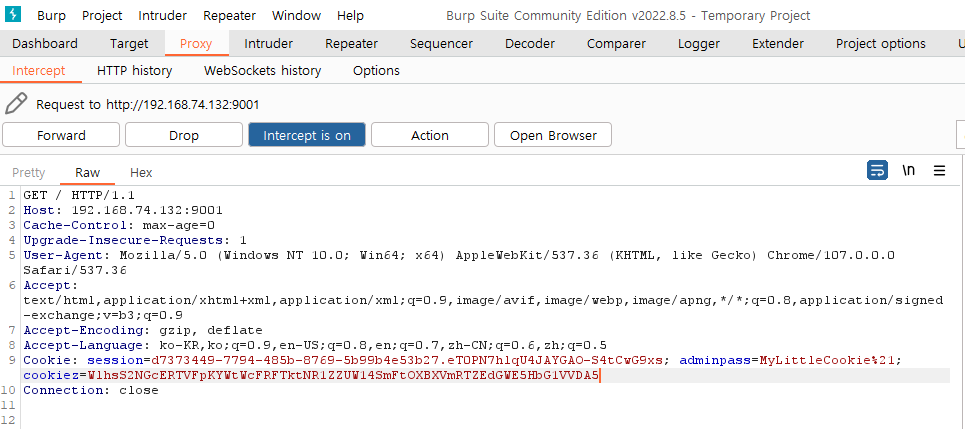 Burp Project Intruder Repeater Window Help Burp Suite Community Edition v2022.8.5 - Temporary Project
Dashboard Target Proxy Intruder Repeater Sequencer Decoder Comparer Logger Extender Project options U
Intercept HTTP history WebSockets history Options
Request to http://192.168.74.132:9001
Forward Drop Intercept is on Action Open Browser
Pretty Raw Hex \n
1 GET / HTTP/1.1
2 Host: 192.168.74.132:9001
3 Cache-Control: max-age=0
4 Upgrade-Insecure-Requests: 1
5 User-Agent: Mozilla/5.0 (Windows NT 10.0; Win64; x64) AppleWebKit/537.36 (KHTML, like Gecko) Chrome/107.0.0.0
Safari/537.36
6 Accept:
text/html,application/xhtml+xml,application/xml;q=0.9,image/avif,image/webp,image/apng,*/*;q=0.8,application/signed
-exchange;v=b3;q=0.9
7 Accept-Encoding: gzip, deflate
8 Accept-Language: ko-KR,ko;q=0.9,en-US;q=0.8,en;q=0.7,zh-CN;q=0.6,zh;q=0.5
9 Cookie: session=d7373449-7794-485b-8769-5b99b4e53b27.eTOPN7hlqU4JAYGAO-S4tCwG9xs; adminpass=MyLittleCookie%21;
cookiez=WlhsS2NGcERTVFpKYWtWcFRFTktNR1ZZUW14SmFtOXBXVmRTZEdGWE5HbG1VVDA5
10 Connection: close
11
12